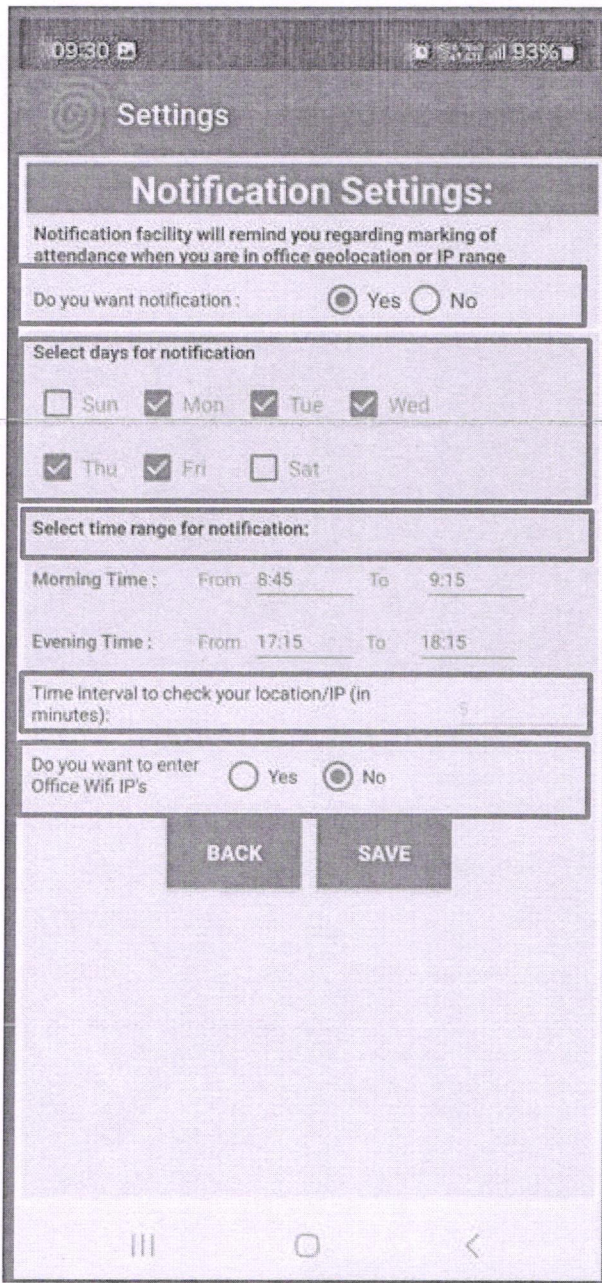 09:30 93%
Settings
Notification Settings:
Notification facility will remind you regarding marking of
attendance when you are in office geolocation or IP range
Do you want notification : Yes No
Select days for notification
Sun Mon Tue Wed
Thu Fri Sat
Select time range for notification:
Morning Time : From 8:45 To 9:15
Evening Time : From 17:15 To 18:15
Time interval to check your location/IP (in
minutes): 5
Do you want to enter
Office Wifi IP's Yes No
BACK SAVE